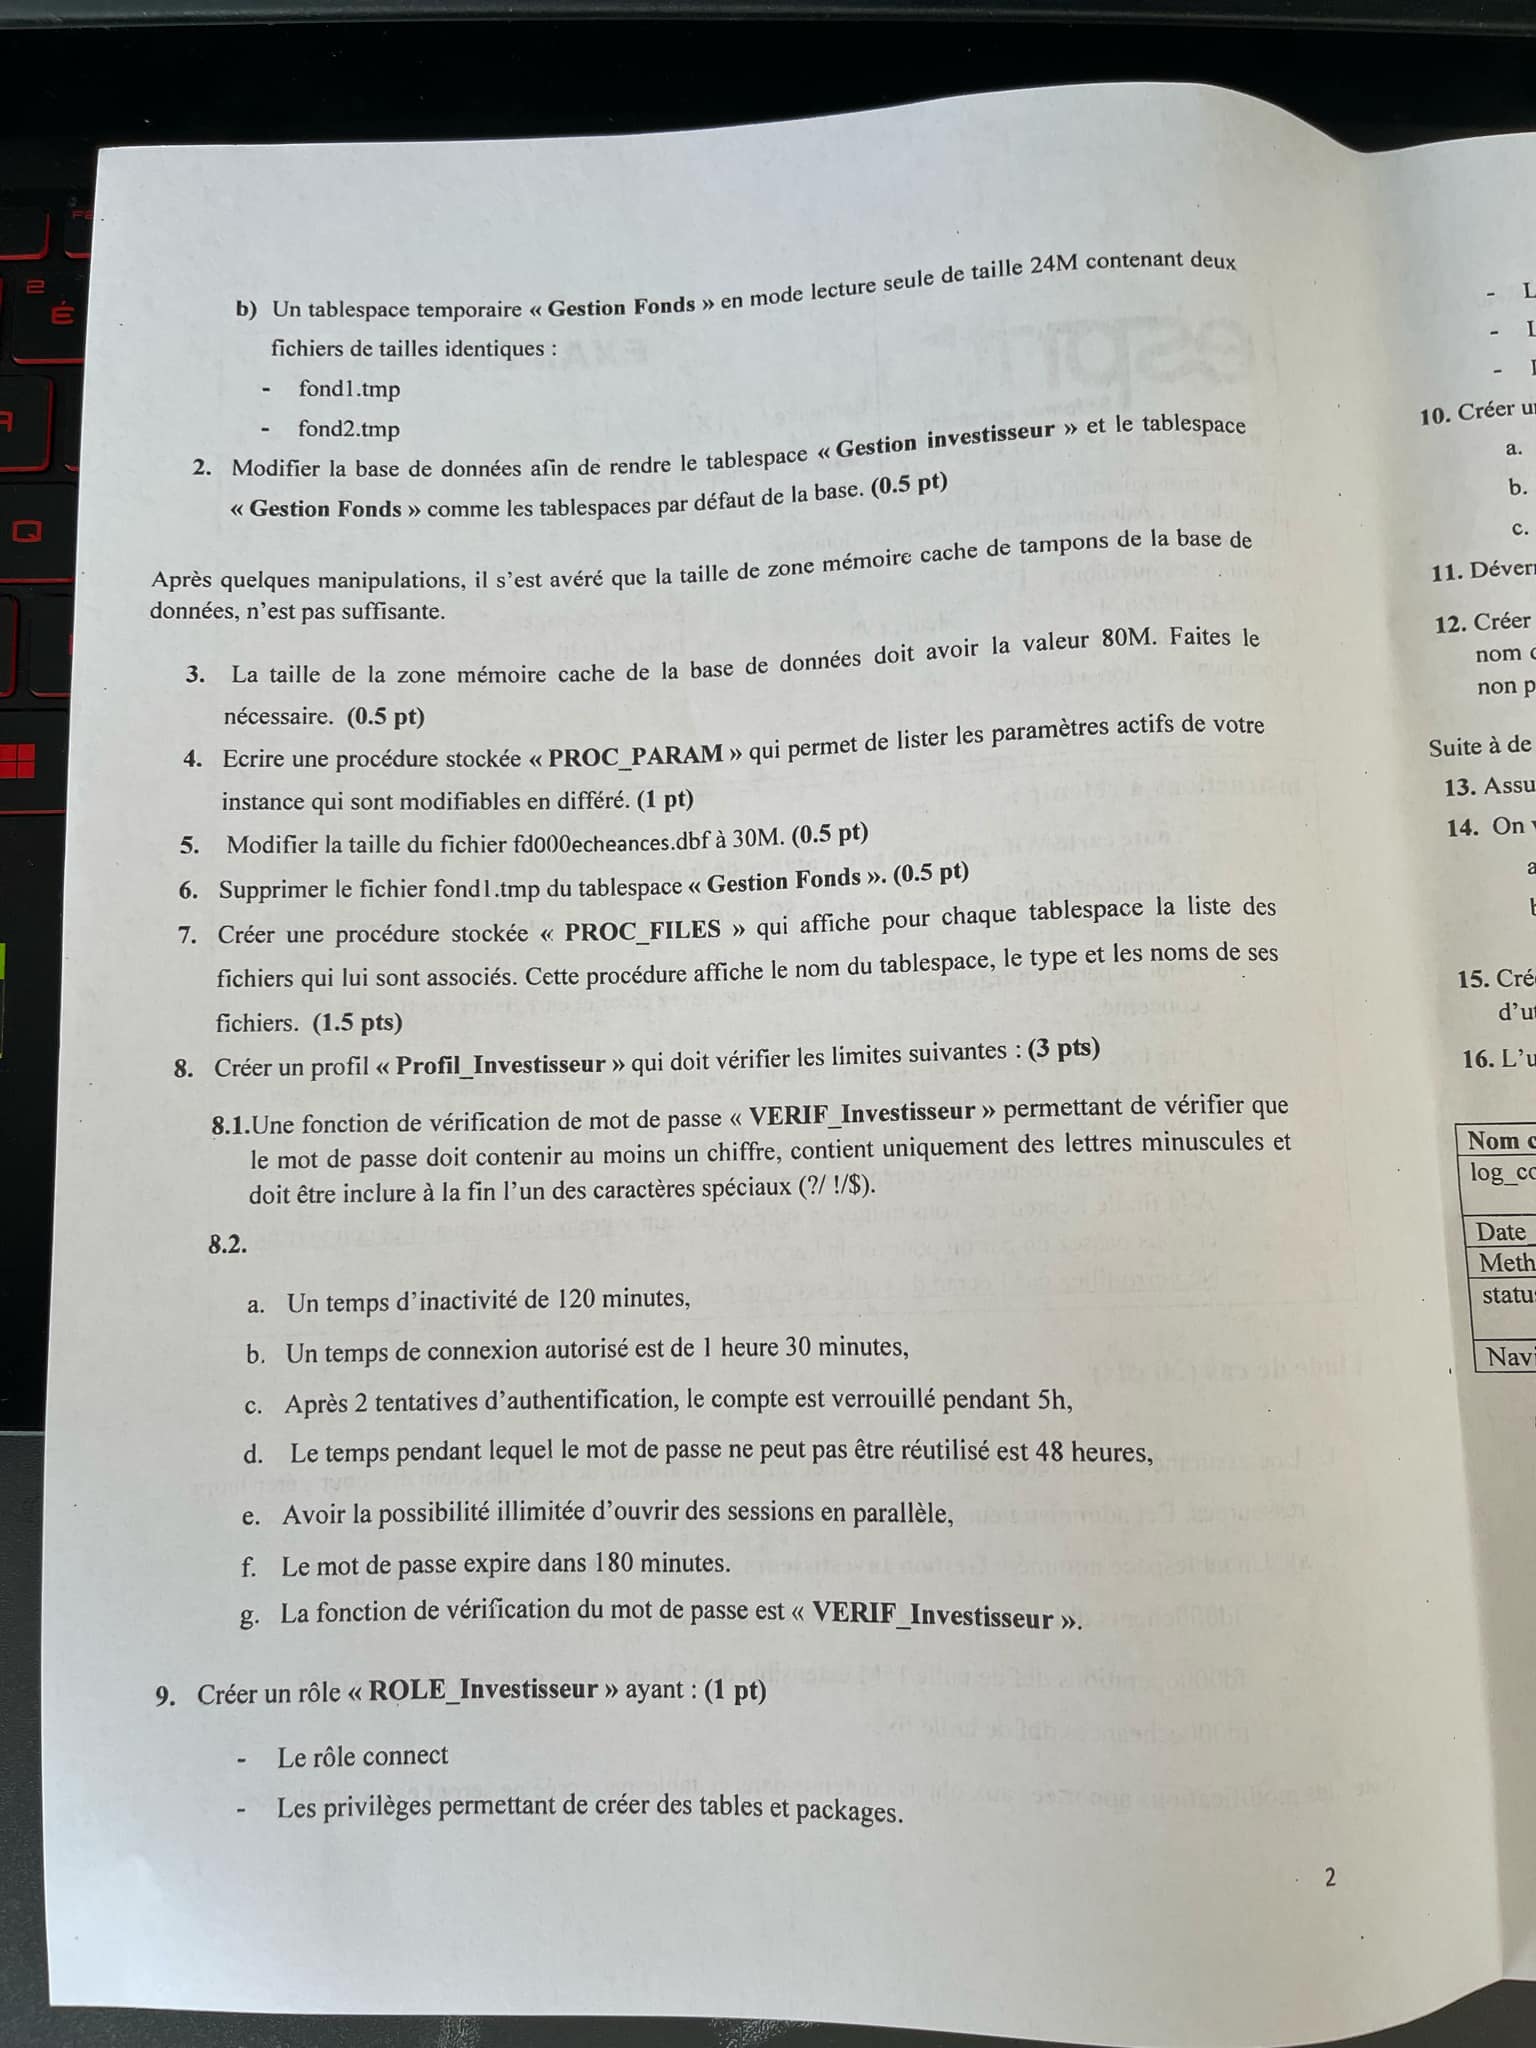 b) Un tablespace temporaire « Gestion Fonds » en mode lecture seule de taille 24M contenant deux
fichiers de tailles identiques :
- fond1.tmp
- fond2.tmp
2. Modifier la base de données afin de rendre le tablespace « Gestion investisseur » et le tablespace
« Gestion Fonds » comme les tablespaces par défaut de la base. (0.5 pt)
Après quelques manipulations, il s'est avéré que la taille de zone mémoire cache de tampons de la base de
données, n'est pas suffisante.
3. La taille de la zone mémoire cache de la base de données doit avoir la valeur 80M. Faites le
nécessaire. (0.5 pt)
4. Ecrire une procédure stockée « PROC_PARAM » qui permet de lister les paramètres actifs de votre
instance qui sont modifiables en différé. (1 pt)
5. Modifier la taille du fichier fd000echeances.dbf à 30M. (0.5 pt)
6. Supprimer le fichier fond1.tmp du tablespace « Gestion Fonds ». (0.5 pt)
7. Créer une procédure stockée « PROC_FILES » qui affiche pour chaque tablespace la liste des
fichiers qui lui sont associés. Cette procédure affiche le nom du tablespace, le type et les noms de ses
fichiers. (1.5 pts)
8. Créer un profil « Profil_Investisseur » qui doit vérifier les limites suivantes : (3 pts)
8.1.Une fonction de vérification de mot de passe « VERIF_Investisseur » permettant de vérifier que
le mot de passe doit contenir au moins un chiffre, contient uniquement des lettres minuscules et
doit être inclure à la fin l'un des caractères spéciaux (?/ !/$).
8.2.
a. Un temps d'inactivité de 120 minutes,
b. Un temps de connexion autorisé est de 1 heure 30 minutes,
c. Après 2 tentatives d'authentification, le compte est verrouillé pendant 5h,
d. Le temps pendant lequel le mot de passe ne peut pas être réutilisé est 48 heures,
e. Avoir la possibilité illimitée d'ouvrir des sessions en parallèle,
f. Le mot de passe expire dans 180 minutes.
g. La fonction de vérification du mot de passe est « VERIF_Investisseur ».
9. Créer un rôle « ROLE_Investisseur » ayant : (1 pt)
- Le rôle connect
- Les privilèges permettant de créer des tables et packages.
2
10. Créer
a.
b.
c.
11.
12. Créer
nom
non
Suite à de
13.
14. On
15.
16.
Nom
Date